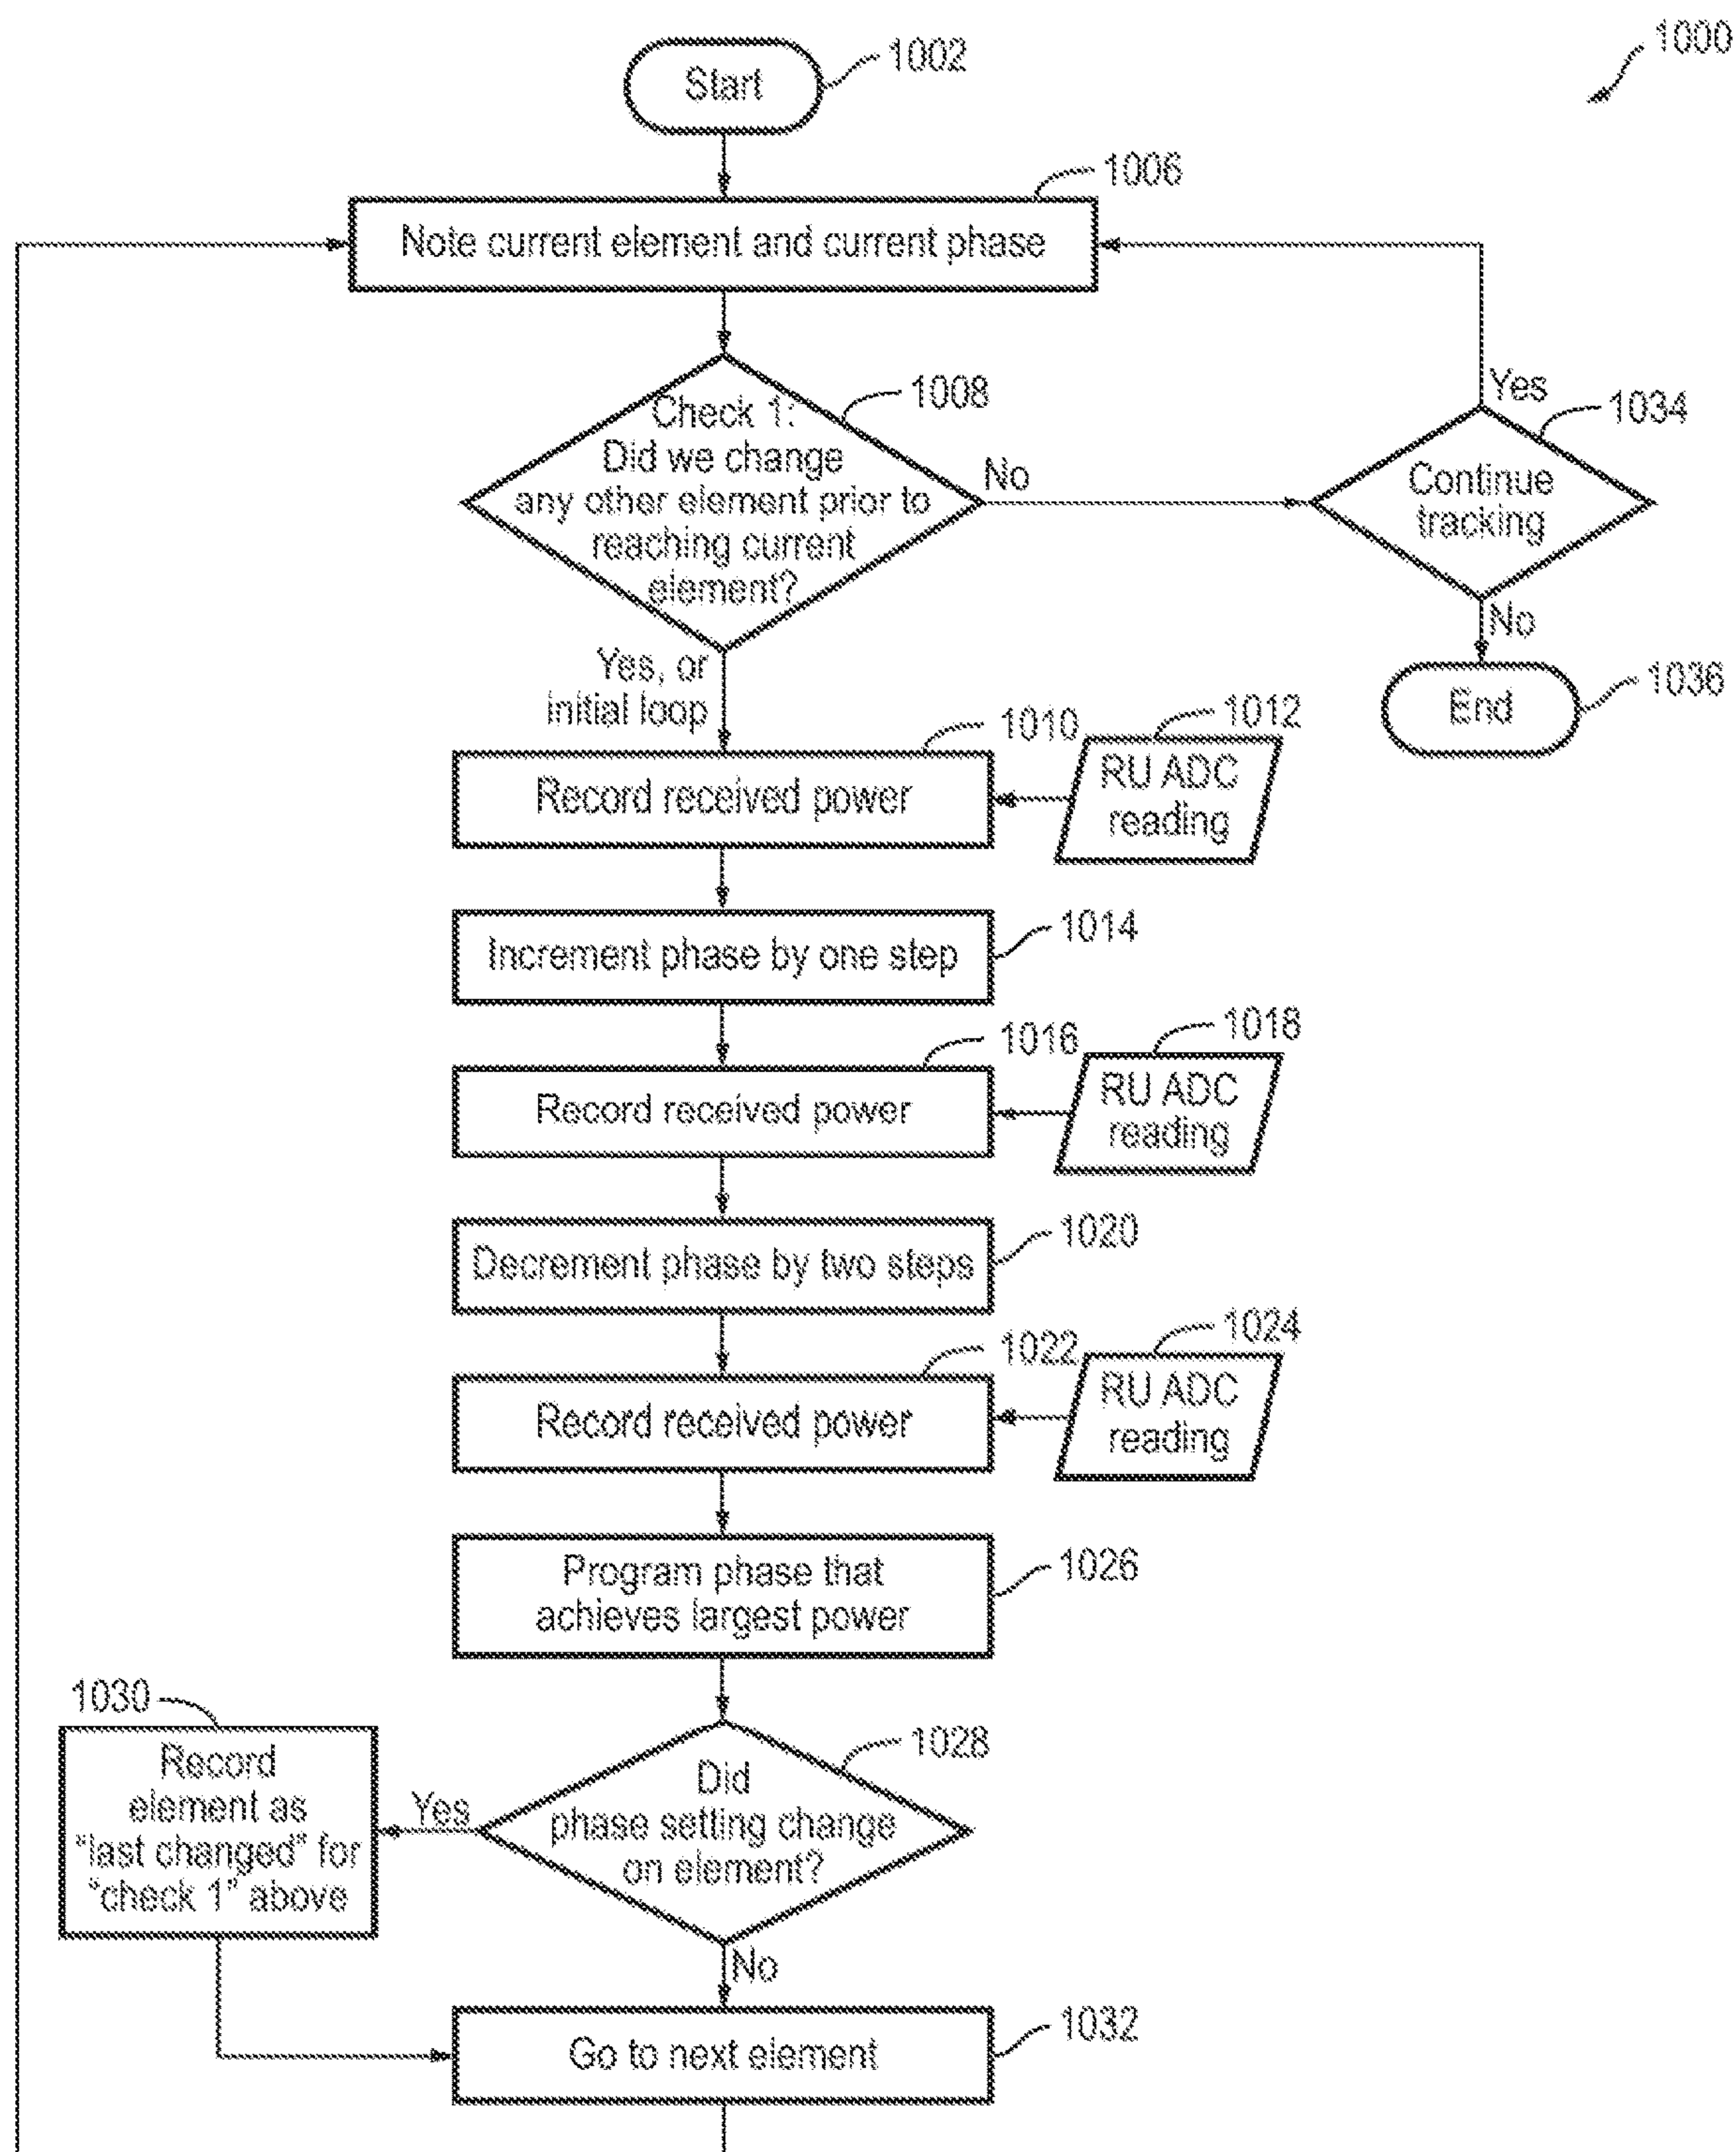 1000
Start
1002
1006
Note current element and current phase
1008
Check 1:
Did we change
any other element prior to
reaching current
element?
No
Yes
1034
Continue
tracking
No
End
1036
Yes, or
initial loop
1010
Record received power
1012
RU ADC
reading
Increment phase by one step
1014
1016
Record received power
1018
RU ADC
reading
Decrement phase by two steps
1020
1022
Record received power
1024
RU ADC
reading
Program phase that
achieves largest power
1026
1028
Did
phase setting change
on element?
Yes
1030
Record
element as
“last changed” for
“check 1” above
No
Go to next element
1032